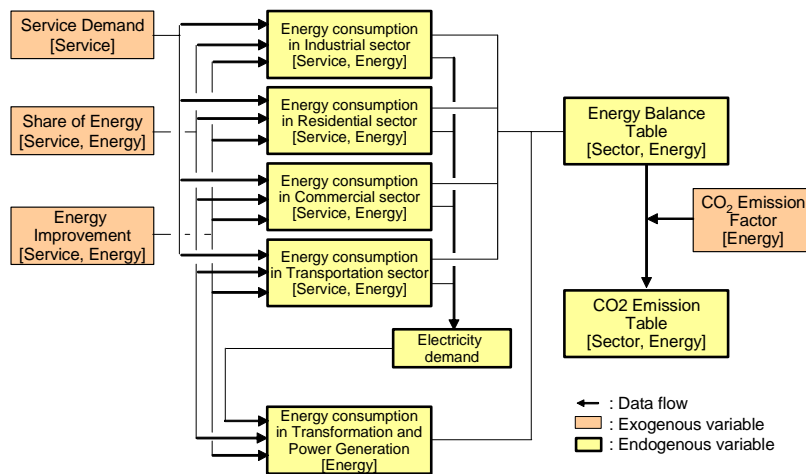 Service Demand
[Service]
Share of Energy
[Service, Energy]
Energy
Improvement
[Service, Energy]
Energy consumption
in Industrial sector
[Service, Energy]
Energy consumption
in Residential sector
[Service, Energy]
Energy consumption
in Commercial sector
[Service, Energy]
Energy consumption
in Transportation sector
[Service, Energy]
Electricity
demand
Energy consumption
in Transformation and
Power Generation
[Energy]
Energy Balance
Table
[Sector, Energy]
CO2 Emission
Factor
[Energy]
CO2 Emission
Table
[Sector, Energy]
: Data flow
: Exogenous variable
: Endogenous variable